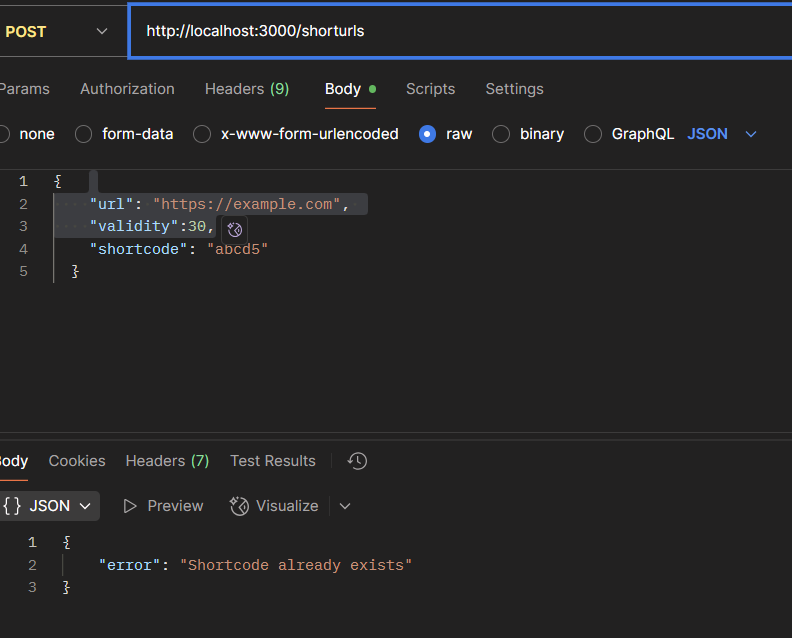 POST http://localhost:3000/shorturls
Params Authorization Headers (9) Body Scripts Settings
none form-data x-www-form-urlencoded raw binary GraphQL JSON
1 {
2 "url": "https://example.com",
3 "validity":30,
4 "shortcode": "abcd5"
5 }
Body Cookies Headers (7) Test Results
{} JSON Preview Visualize
1 {
2 "error": "Shortcode already exists"
3 }